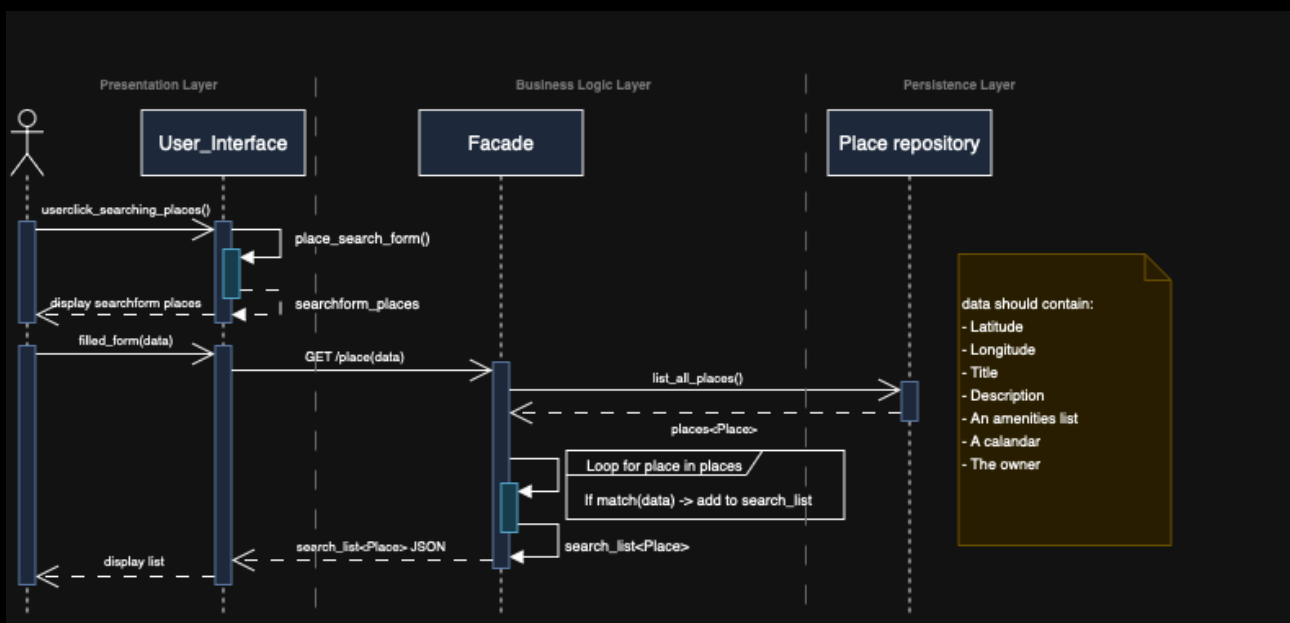 Presentation Layer
Business Logic Layer
Persistence Layer
User_Interface
Facade
Place repository
userclick_searching_places()
place_search_form()
display searchform places
searchform_places
filled_form(data)
GET /place(data)
list_all_places()
places<Place>
Loop for place in places
If match(data) -> add to search_list
search_list<Place> JSON
search_list<Place>
display list
data should contain:
- Latitude
- Longitude
- Title
- Description
- An amenities list
- A calandar
- The owner